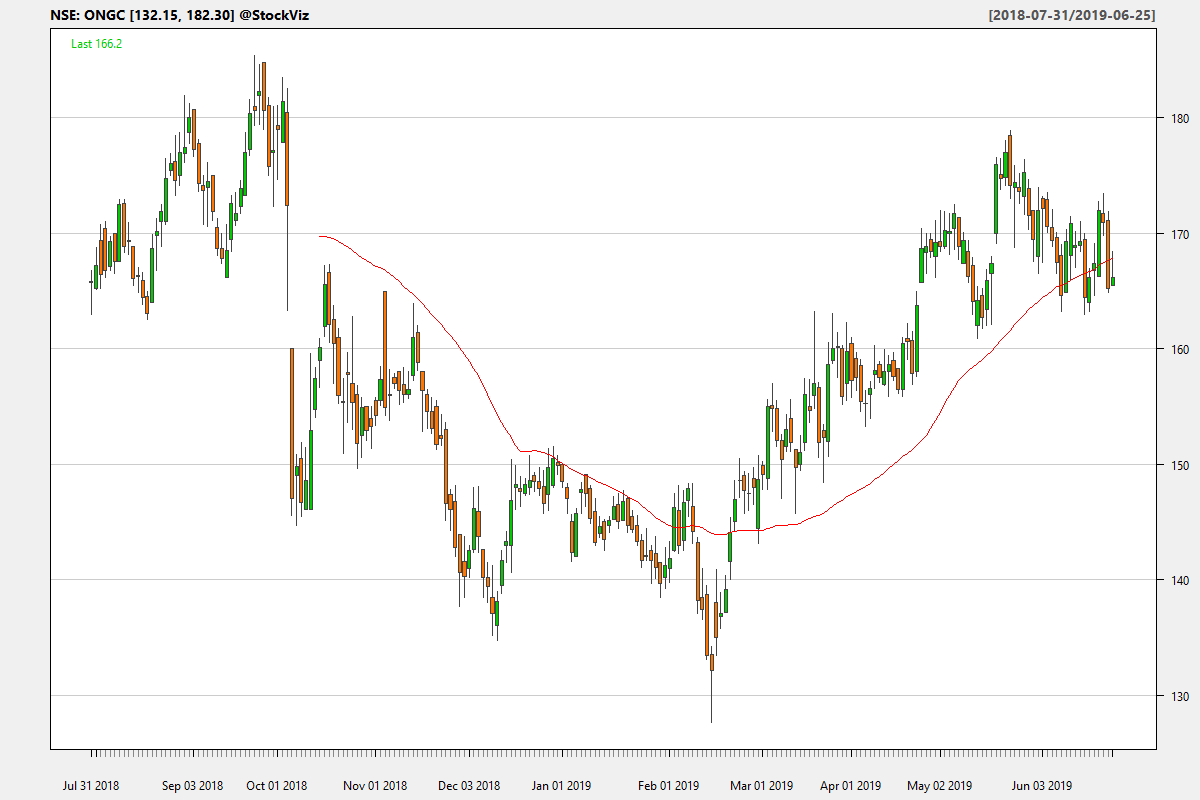 NSE: ONGC [132.15, 182.30] @StockViz [2018-07-31/2019-06-25]
Last 166.2
180
170
160
150
140
130
Jul 31 2018 Sep 03 2018 Oct 01 2018 Nov 01 2018 Dec 03 2018 Jan 01 2019 Feb 01 2019 Mar 01 2019 Apr 01 2019 May 02 2019 Jun 03 2019